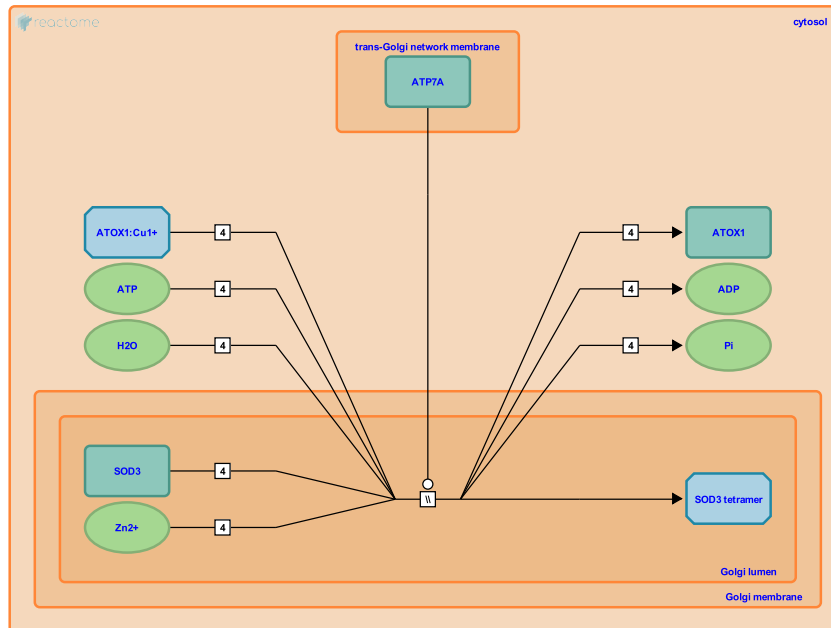 reactome
cytosol
trans-Golgi network membrane
ATP7A
ATOX1:Cu1+
4
4
ATOX1
ATP
4
4
ADP
H2O
4
4
Pi
SOD3
4
\\
SOD3 tetramer
Zn2+
4
Golgi lumen
Golgi membrane